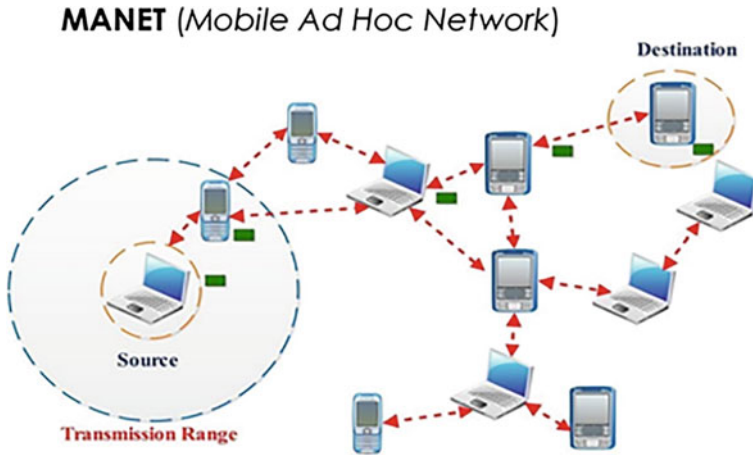 MANET (Mobile Ad Hoc Network)
Destination
Source
Transmission Range